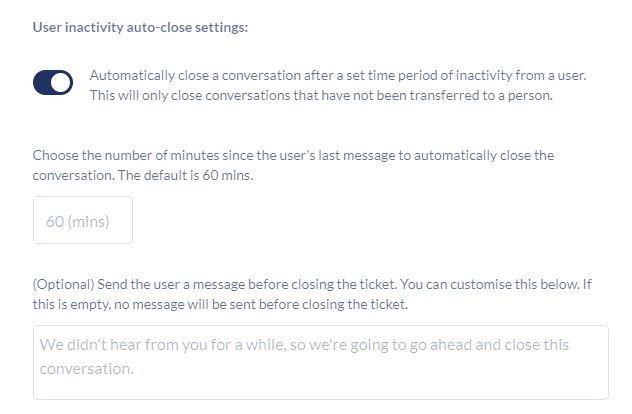 User inactivity auto-close settings:
Automatically close a conversation after a set time period of inactivity from a user.
This will only close conversations that have not been transferred to a person.
Choose the number of minutes since the user's last message to automatically close the
conversation. The default is 60 mins.
60 (mins)
(Optional) Send the user a message before closing the ticket. You can customise this below. If
this is empty, no message will be sent before closing the ticket.
We didn't hear from you for a while, so we're going to go ahead and close this
conversation.